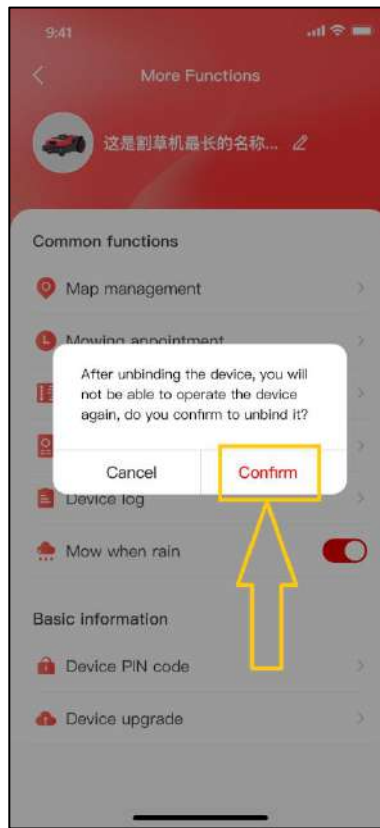 9:41
More Functions
这是割草机最长的名称...
Common functions
Map management
Mowing appointment
After unbinding the device, you will
not be able to operate the device
again, do you confirm to unbind it?
Cancel
Confirm
Device log
Mow when rain
Basic information
Device PIN code
Device upgrade